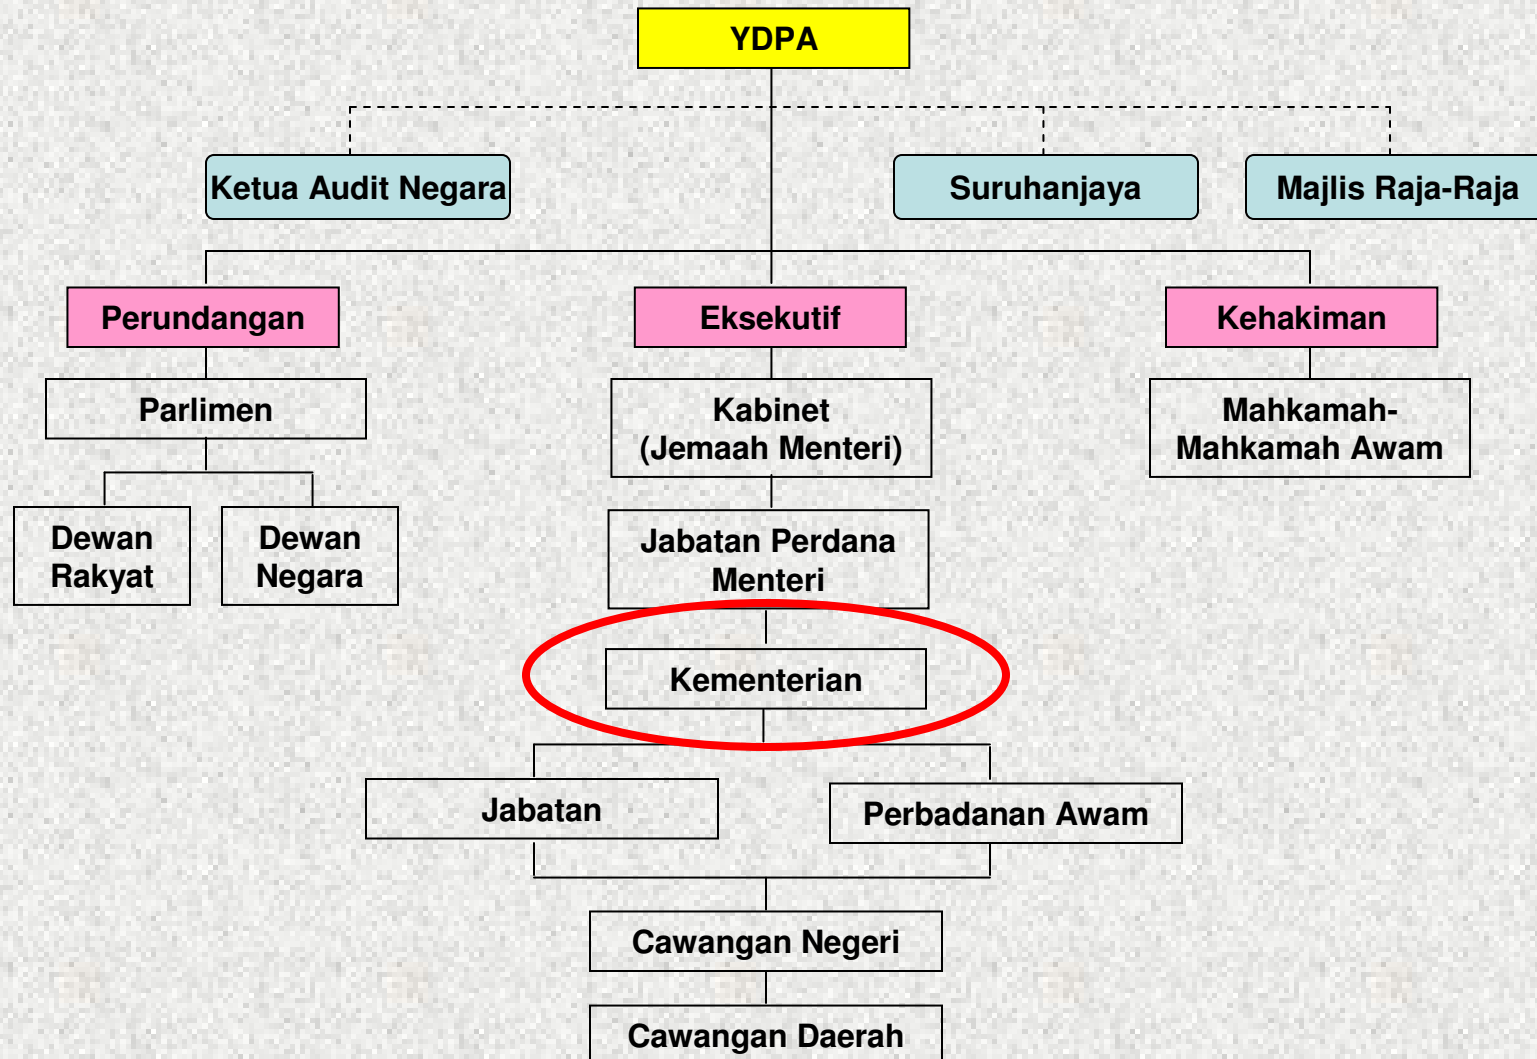 YDPA
Ketua Audit Negara
Suruhanjaya
Majlis Raja-Raja
Perundangan
Eksekutif
Kehakiman
Parlimen
Kabinet
(Jemaah Menteri)
Mahkamah-
Mahkamah Awam
Dewan
Rakyat
Dewan
Negara
Jabatan Perdana
Menteri
Kementerian
Jabatan
Perbadanan Awam
Cawangan Negeri
Cawangan Daerah